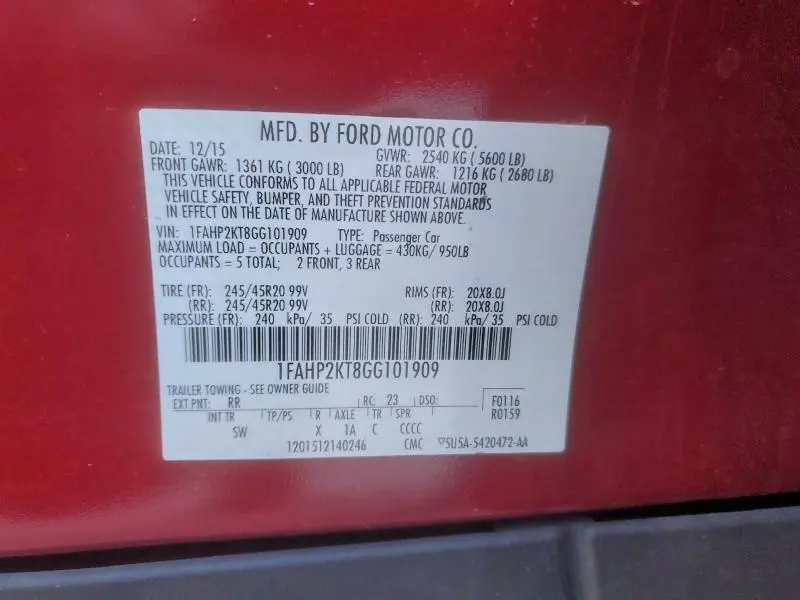 MFD. BY FORD MOTOR CO.
DATE: 12/15 GVWR: 2540 KG ( 5600 LB)
FRONT GAWR: 1361 KG ( 3000 LB) REAR GAWR: 1216 KG ( 2680 LB)
THIS VEHICLE CONFORMS TO ALL APPLICABLE FEDERAL MOTOR
VEHICLE SAFETY, BUMPER, AND THEFT PREVENTION STANDARDS
IN EFFECT ON THE DATE OF MANUFACTURE SHOWN ABOVE.
VIN: 1FAHP2KT8GG101909 TYPE: Passenger Car
MAXIMUM LOAD = OCCUPANTS + LUGGAGE = 430KG/ 950LB
OCCUPANTS = 5 TOTAL; 2 FRONT, 3 REAR
TIRE (FR): 245/45R20 99V RIMS (FR): 20X8.0J
(RR): 245/45R20 99V (RR): 20X8.0J
PRESSURE (FR): 240 kPa/ 35 PSI COLD (RR): 240 kPa/ 35 PSI COLD
1FAHP2KT8GG101909
TRAILER TOWING - SEE OWNER GUIDE
EXT PNT: RR RC: 23 DSO: F0116
R0159
INT TR TP/PS R AXLE TR SPR
SW X 1A C CCCC
1201512140246 CMC ▽5USA-5420472-AA